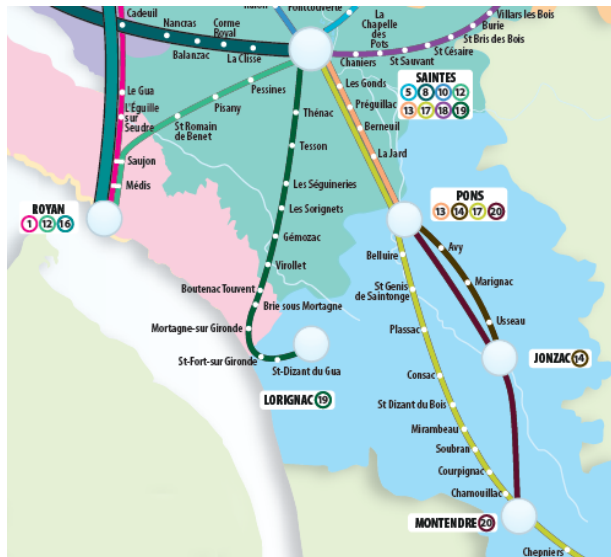 Cadeuil
Nancras
Corme
Royal
Balanzac
La Clisse
La
Chapelle
des
Pots
Villars les Bois
Burie
St Bris des Bois
St Césaire
St Sauvant
Chaniers
Le Gua
L'Éguille
sur
Seudre
Pessines
Pisany
St Romain
de Benet
Saujon
Médis
ROYAN
1 12 16
Thénac
Tesson
Les Séguineries
Les Sorignets
Gémozac
Virollet
Boutenac Touvent
Brie sous Mortagne
Mortagne-sur Gironde
St-Fort-sur Gironde
St-Dizant du Gua
LORIGNAC 19
Les Gonds
Préguillac
Berneuil
La Jard
SAINTES
5 8 10 12
13 17 18 19
PONS
13 14 17 20
Avy
Marignac
Usseau
JONZAC 14
Belluire
St Genis
de Saintonge
Plassac
Consac
St Dizant du Bois
Mirambeau
Soubran
Courpignac
Chamouillac
MONTENDRE 20
Chepniers